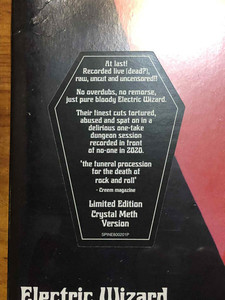 At last!
Recorded live (dead?),
raw, uncut and uncensored!!
No overdubs, no remorse,
just pure bloody Electric Wizard.
Their finest cuts tortured,
abused and spat on in a
delirious one-take
dungeon session
recorded in front
of no-one in 2020.
'the funeral procession
for the death of
rock and roll'
- Creem magazine
Limited Edition
Crystal Meth
Version
Electric Wizard